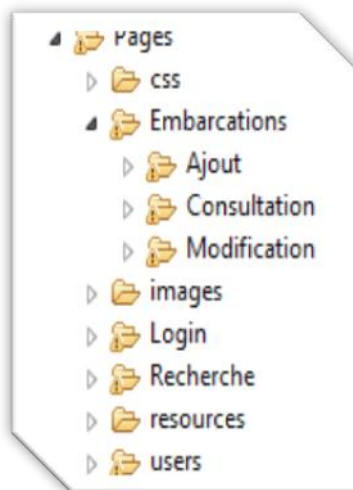 Pages
css
Embarcations
Ajout
Consultation
Modification
images
Login
Recherche
resources
users